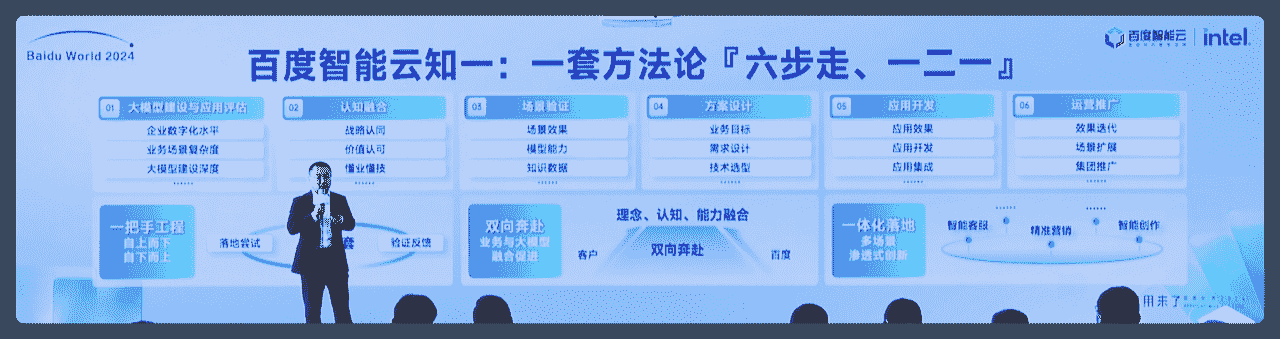 Baidu World 2024
百度智能云
intel
百度智能云知一：一套方法论『六步走、一二一』
01 大模型建设与应用评估
企业数字化水平
业务场景复杂度
大模型建设深度
......
02 认知融合
战略认同
价值认可
懂业懂技
......
03 场景验证
场景效果
模型能力
知识数据
......
04 方案设计
业务目标
需求设计
技术选型
......
05 应用开发
应用效果
应用开发
应用集成
......
06 运营推广
效果迭代
场景扩展
集团推广
......
一把手工程
自上而下
自下而上
落地尝试
验证反馈
双向奔赴
业务与大模型
融合促进
理念、认知、能力融合
客户
双向奔赴
百度
一体化落地
多场景
渗透式创新
智能客服
......
精准营销
......
智能创作
用来了